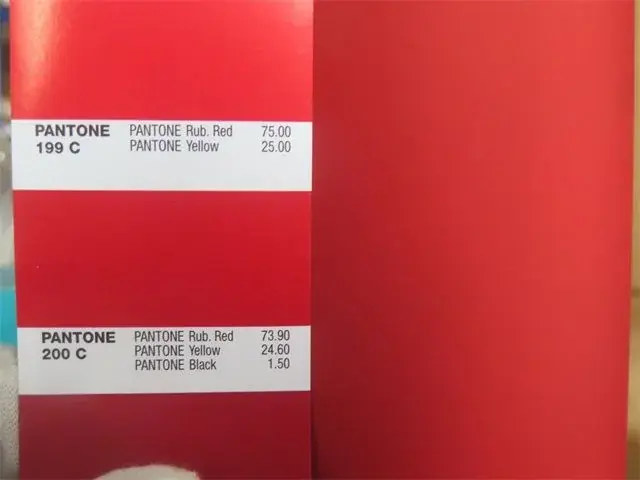 PANTONE PANTONE Rub. Red 75.00
199 C PANTONE Yellow 25.00
PANTONE PANTONE Rub. Red 73.90
200 C PANTONE Yellow 24.60
PANTONE Black 1.50